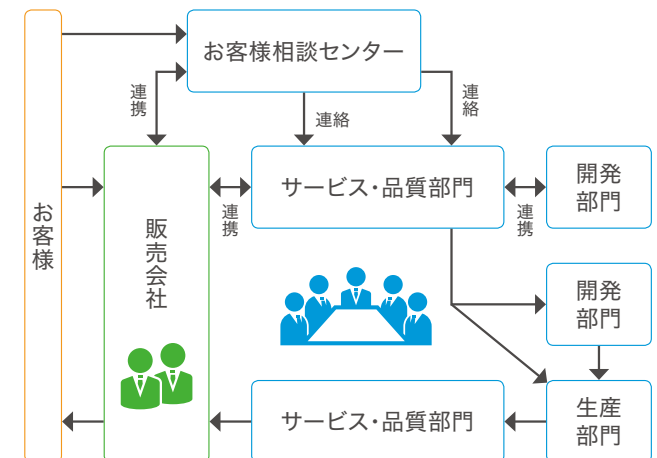 お客様相談センター
連携
連絡
連絡
サービス・品質部門
開発
部門
連携
連携
お客様
販売会社
開発
部門
サービス・品質部門
生産
部門